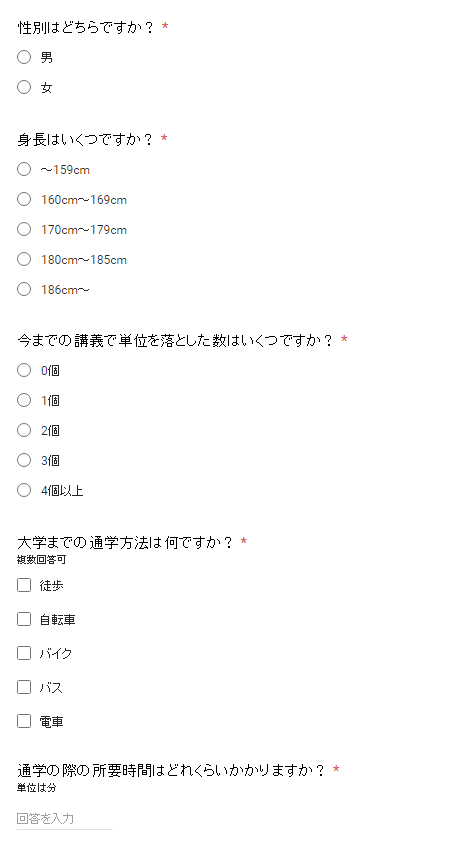 性別はどちらですか？ *
男
女
身長はいくつですか？ *
～159cm
160cm～169cm
170cm～179cm
180cm～185cm
186cm～
今までの講義で単位を落とした数はいくつですか？ *
0個
1個
2個
3個
4個以上
大学までの通学方法は何ですか？ *
複数回答可
徒歩
自転車
バイク
バス
電車
通学の際の所要時間はどれくらいかかりますか？ *
単位は分
回答を入力